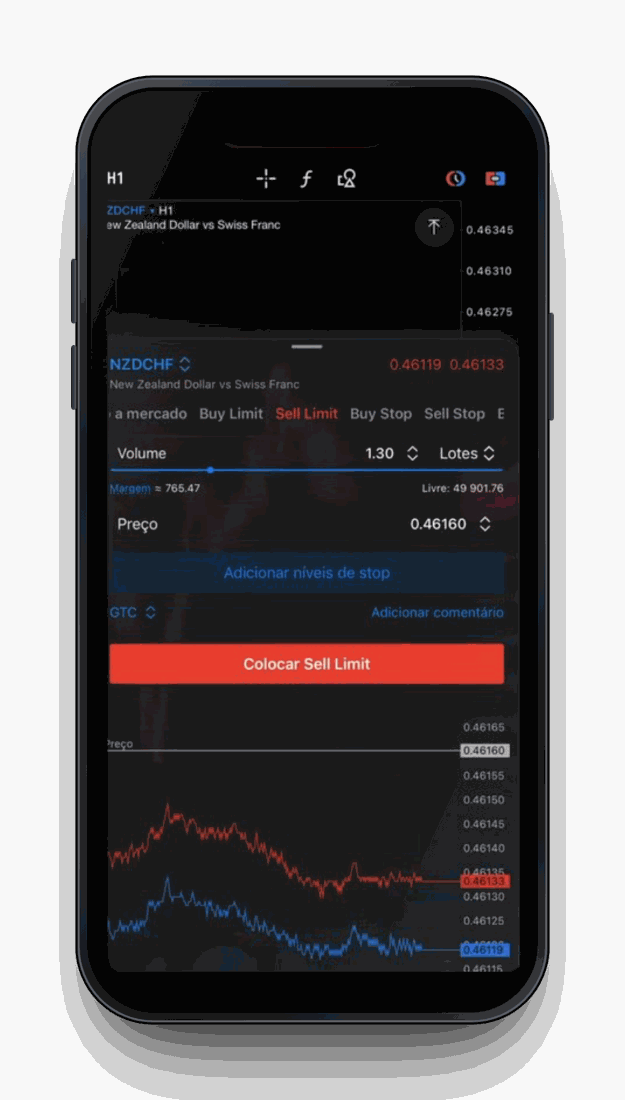 H1
ZDCHF • H1
ew Zealand Dollar vs Swiss Franc
0.46345
0.46310
0.46275
NZDCHF
0.46119 0.46133
New Zealand Dollar vs Swiss Franc
a mercado Buy Limit Sell Limit Buy Stop Sell Stop E
Volume 1.30 Lotes
Margem = 765.47 Livre: 49 901.76
Preço 0.46160
Adicionar níveis de stop
GTC Adicionar comentário
Colocar Sell Limit
0.46165
Preço
0.46160
0.46155
0.46150
0.46145
0.46140
0.46135
0.46133
0.46130
0.46125
0.46119
0.46115